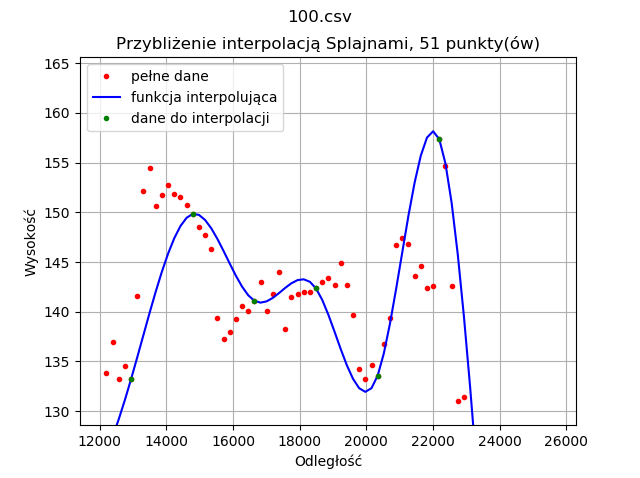 100.csv
Przybliżenie interpolacją Splajnami, 51 punkty(ów)
pełne dane
funkcja interpolująca
dane do interpolacji
Wysokość
165
160
155
150
145
140
135
130
12000 14000 16000 18000 20000 22000 24000 26000
Odległość